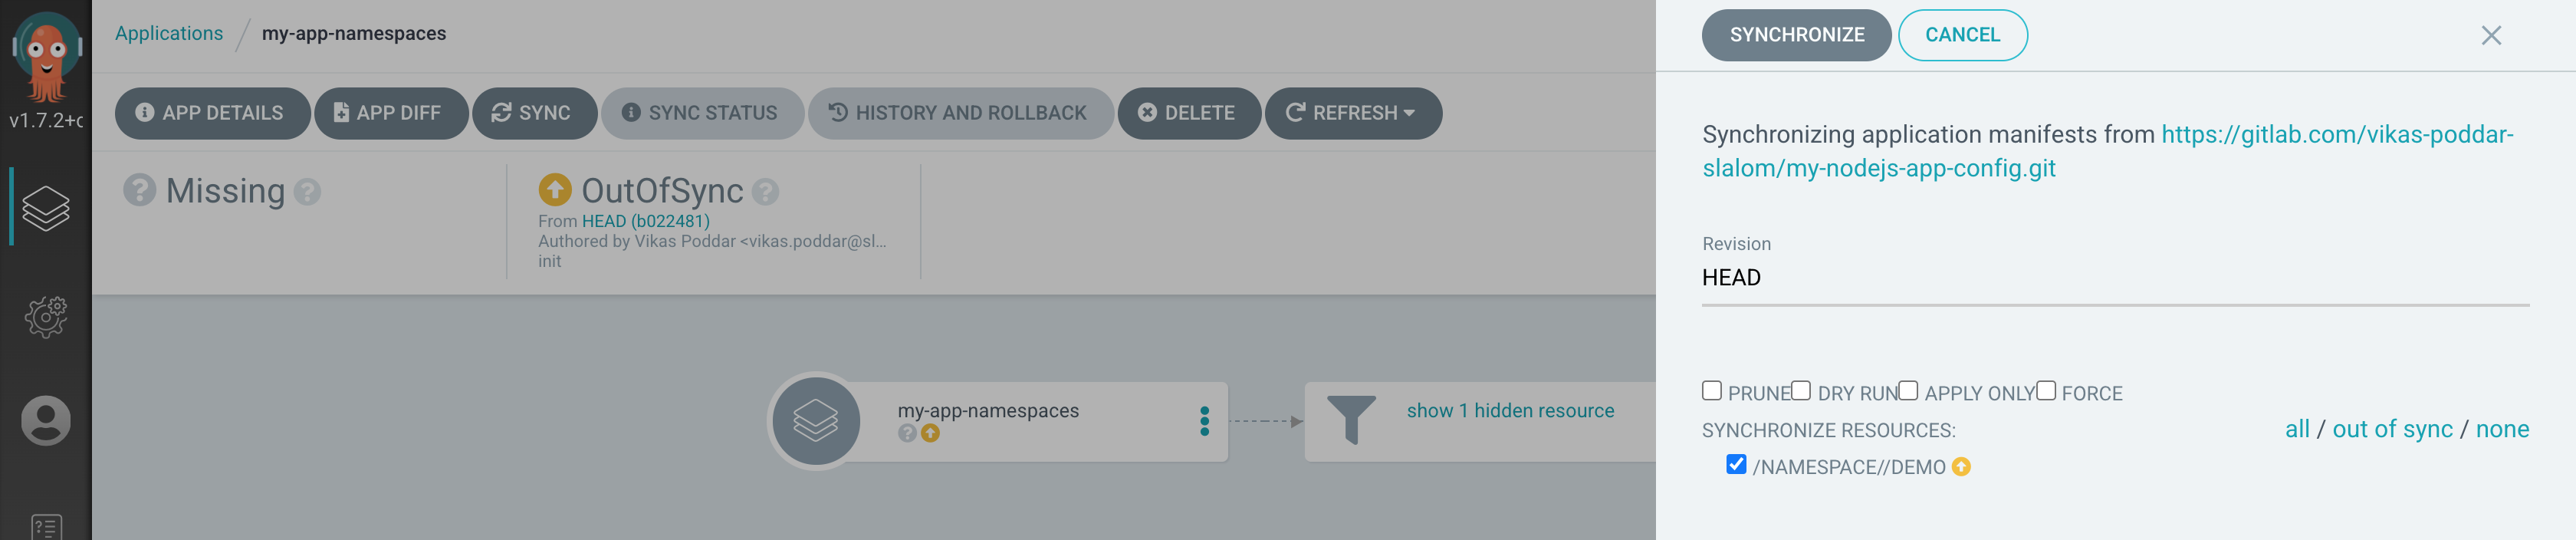 v1.7.2+c
Applications / my-app-namespaces
APP DETAILS APP DIFF SYNC SYNC STATUS HISTORY AND ROLLBACK DELETE REFRESH
Missing
OutOfSync
From HEAD (b022481)
Authored by Vikas Poddar <vikas.poddar@sl...
init
my-app-namespaces
show 1 hidden resource
SYNCHRONIZE CANCEL
Synchronizing application manifests from https://gitlab.com/vikas-poddar-
slalom/my-nodejs-app-config.git
Revision
HEAD
PRUNE DRY RUN APPLY ONLY FORCE
SYNCHRONIZE RESOURCES: all / out of sync / none
/NAMESPACE//DEMO